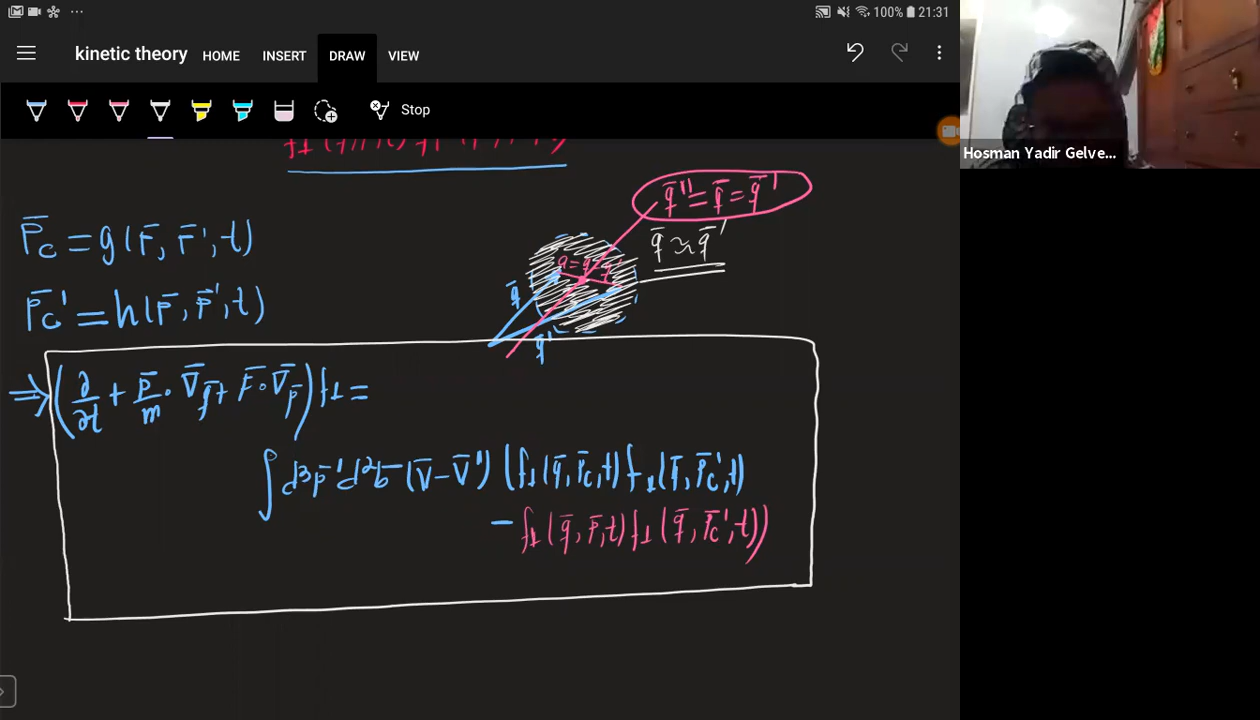 100% 21:31
kinetic theory HOME INSERT DRAW VIEW
Stop
Hosman Yadir Gelve...
q̄''=q̄=q̄'
q̄ ≈ q̄'
P̄c = g(F̄, F̄', t)
P̄c' = h(p̄, p̄', t)
q̄
q̄'
⇒ (∂/∂t + p̄/m · ∇̄q̄ + F̄ · ∇̄p̄) f1 =
∫ d³p̄' d²b (V̄ − V̄') (f1(q̄, p̄c, t) f1(q̄, p̄c', t)
− f1(q̄, p̄, t) f1(q̄, p̄c', t))